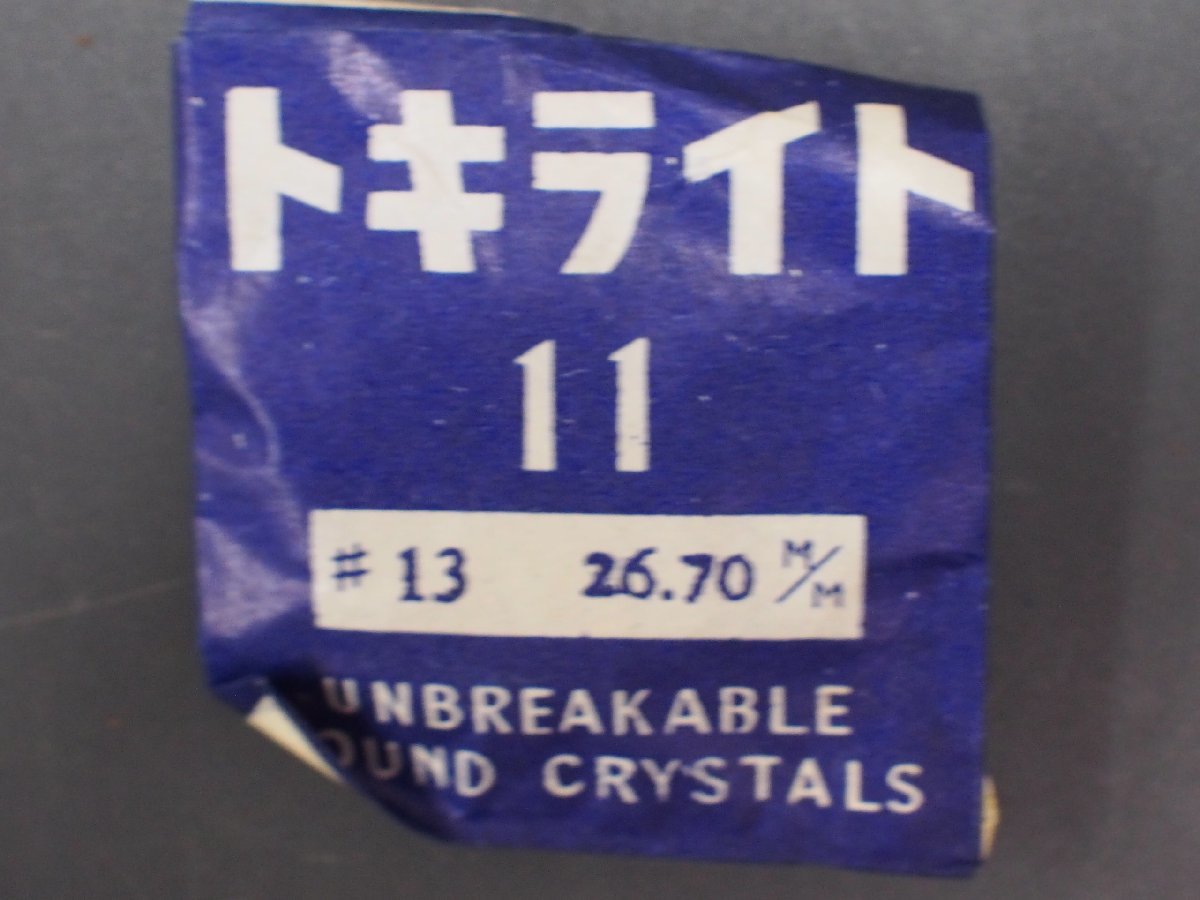 トキライト
11
# 13 26.70 M/M
UNBREAKABLE
OUND CRYSTALS